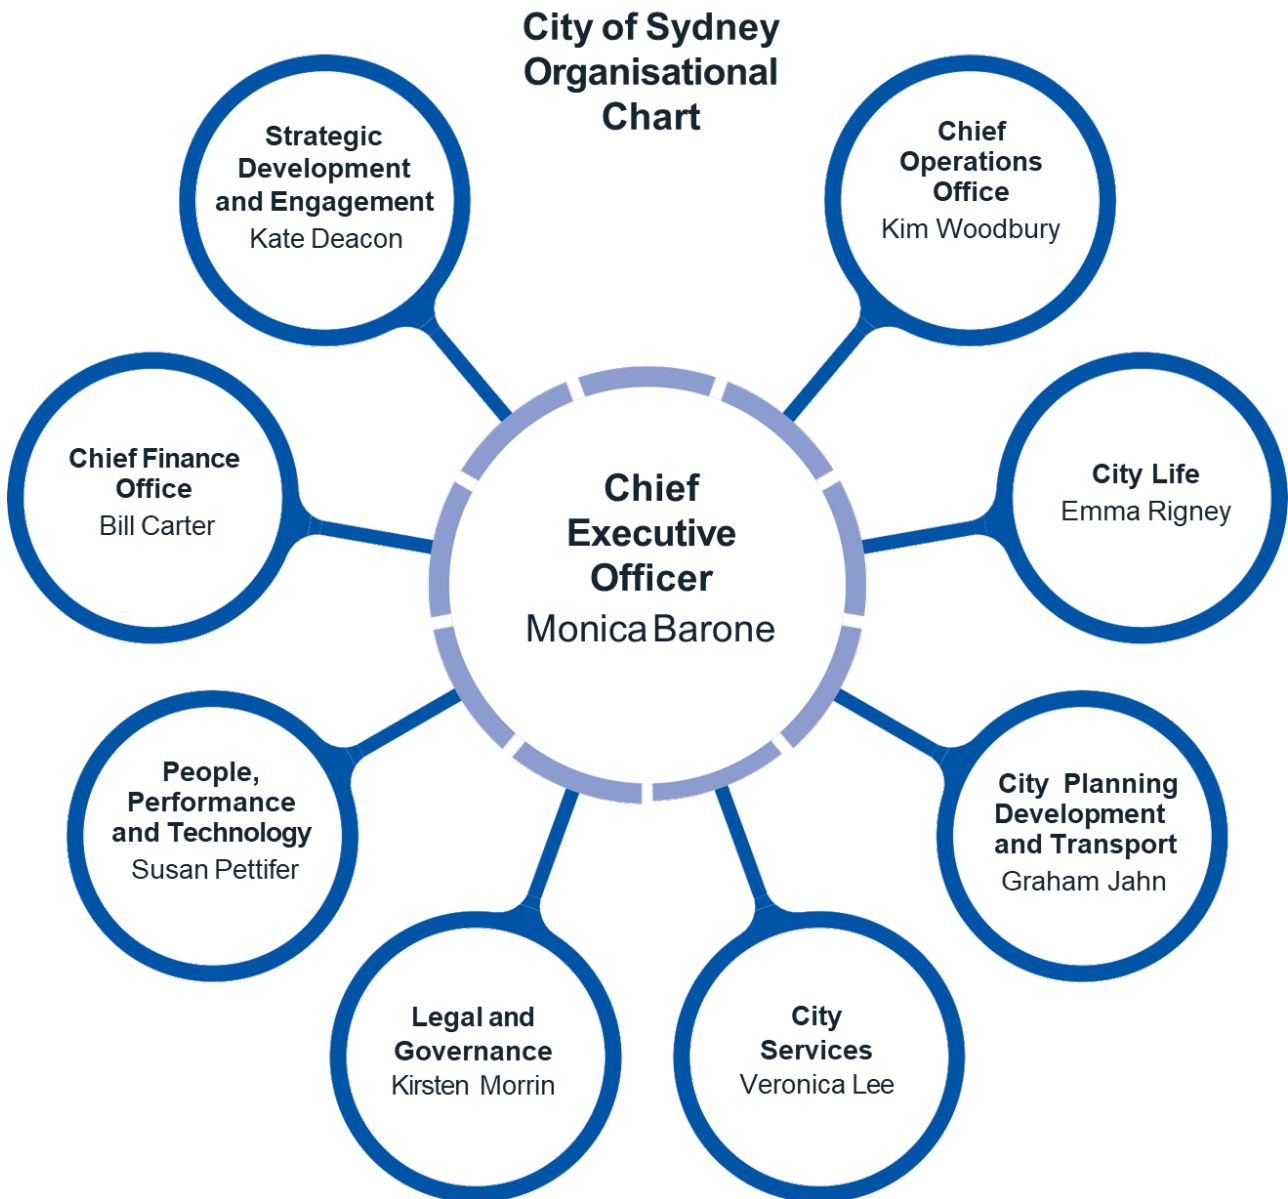 City of Sydney
Organisational
Chart
Strategic
Development
and Engagement
Kate Deacon
Chief
Operations
Office
Kim Woodbury
Chief Finance
Office
Bill Carter
City Life
Emma Rigney
Chief
Executive
Officer
Monica Barone
People,
Performance
and Technology
Susan Pettifer
City Planning
Development
and Transport
Graham Jahn
Legal and
Governance
Kirsten Morrin
City
Services
Veronica Lee